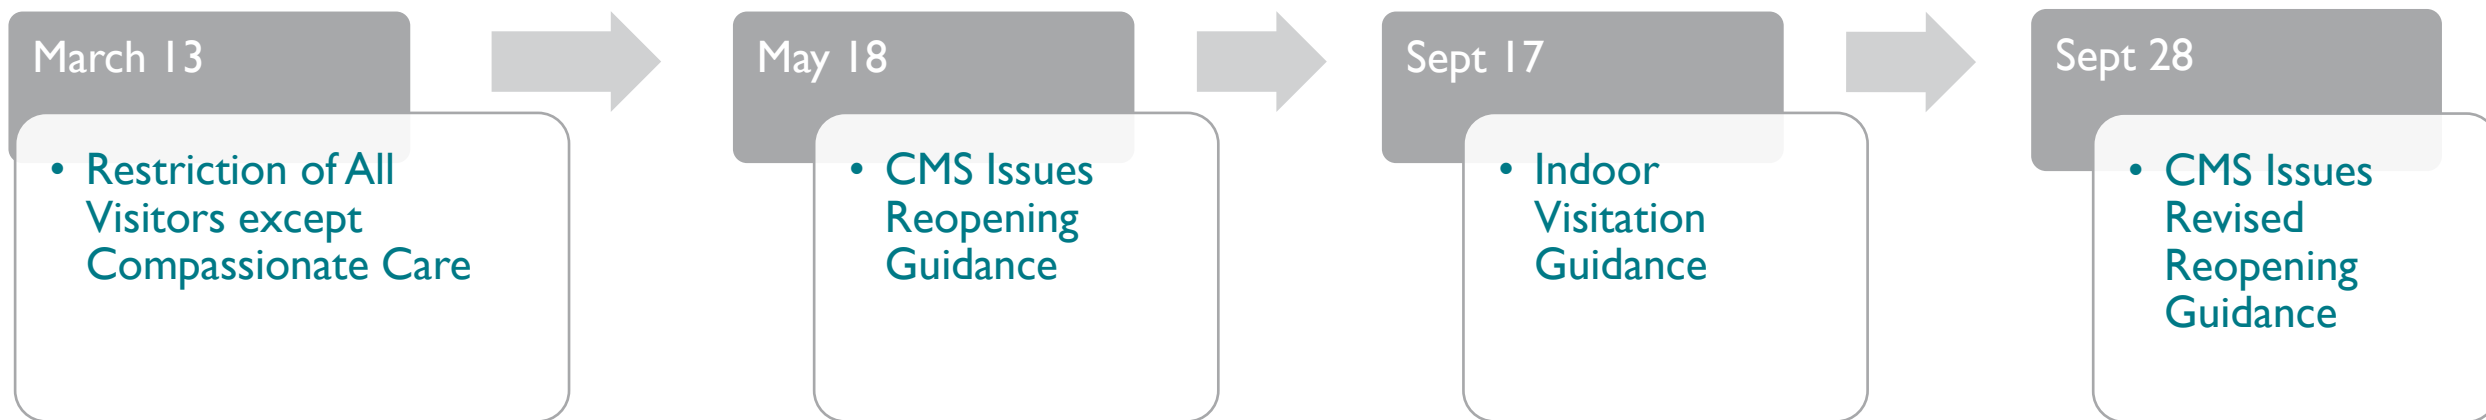 March 13
• Restriction of All
Visitors except
Compassionate Care
May 18
• CMS Issues
Reopening
Guidance
Sept 17
• Indoor
Visitation
Guidance
Sept 28
• CMS Issues
Revised
Reopening
Guidance